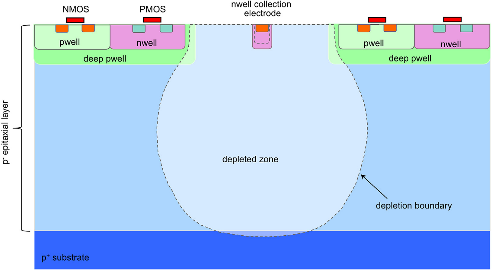 NMOS
PMOS
nwell collection
electrode
pwell
nwell
pwell
nwell
deep pwell
deep pwell
p⁻ epitaxial layer
depleted zone
depletion boundary
p⁺ substrate